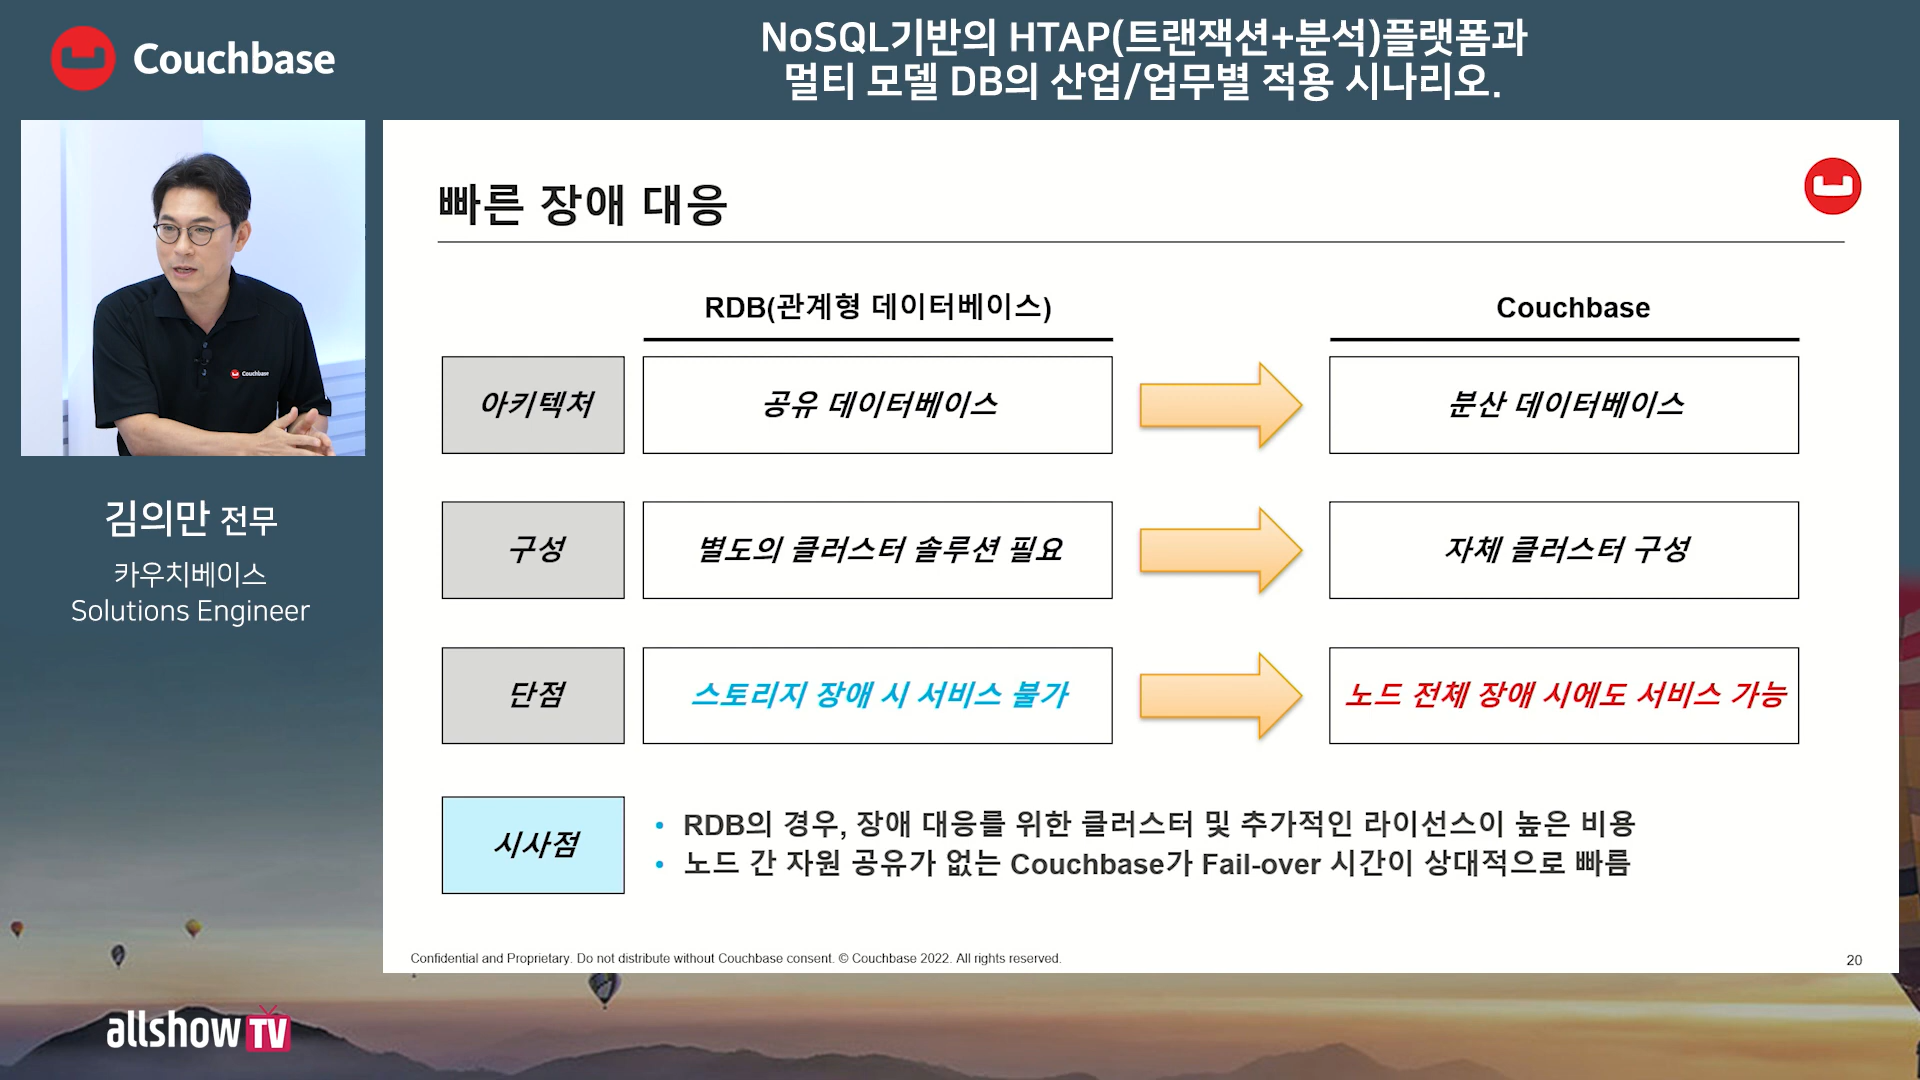 Couchbase
NoSQL기반의 HTAP(트랜잭션+분석)플랫폼과
멀티 모델 DB의 산업/업무별 적용 시나리오.
Couchbase
김의만 전무
카우치베이스
Solutions Engineer
빠른 장애 대응
RDB(관계형 데이터베이스)
Couchbase
아키텍처
공유 데이터베이스
분산 데이터베이스
구성
별도의 클러스터 솔루션 필요
자체 클러스터 구성
단점
스토리지 장애 시 서비스 불가
노드 전체 장애 시에도 서비스 가능
시사점
• RDB의 경우, 장애 대응를 위한 클러스터 및 추가적인 라이선스이 높은 비용
• 노드 간 자원 공유가 없는 Couchbase가 Fail-over 시간이 상대적으로 빠름
Confidential and Proprietary. Do not distribute without Couchbase consent. © Couchbase 2022. All rights reserved.
20
allshow TV